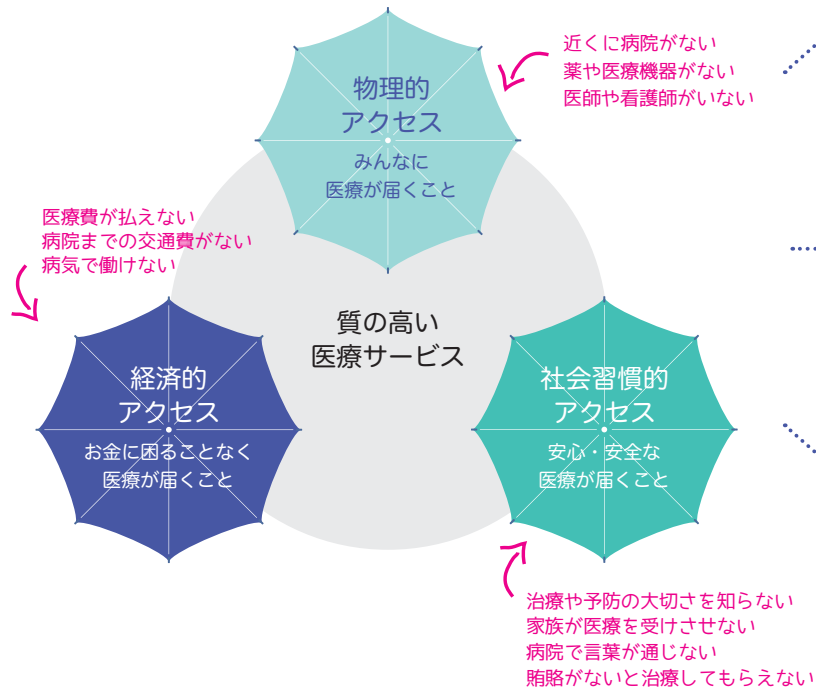 近くに病院がない
薬や医療機器がない
医師や看護師がいない
物理的
アクセス
みんなに
医療が届くこと
医療費が払えない
病院までの交通費がない
病気で働けない
質の高い
医療サービス
経済的
アクセス
お金に困ることなく
医療が届くこと
社会習慣的
アクセス
安心・安全な
医療が届くこと
治療や予防の大切さを知らない
家族が医療を受けさせない
病院で言葉が通じない
賄賂がないと治療してもらえない